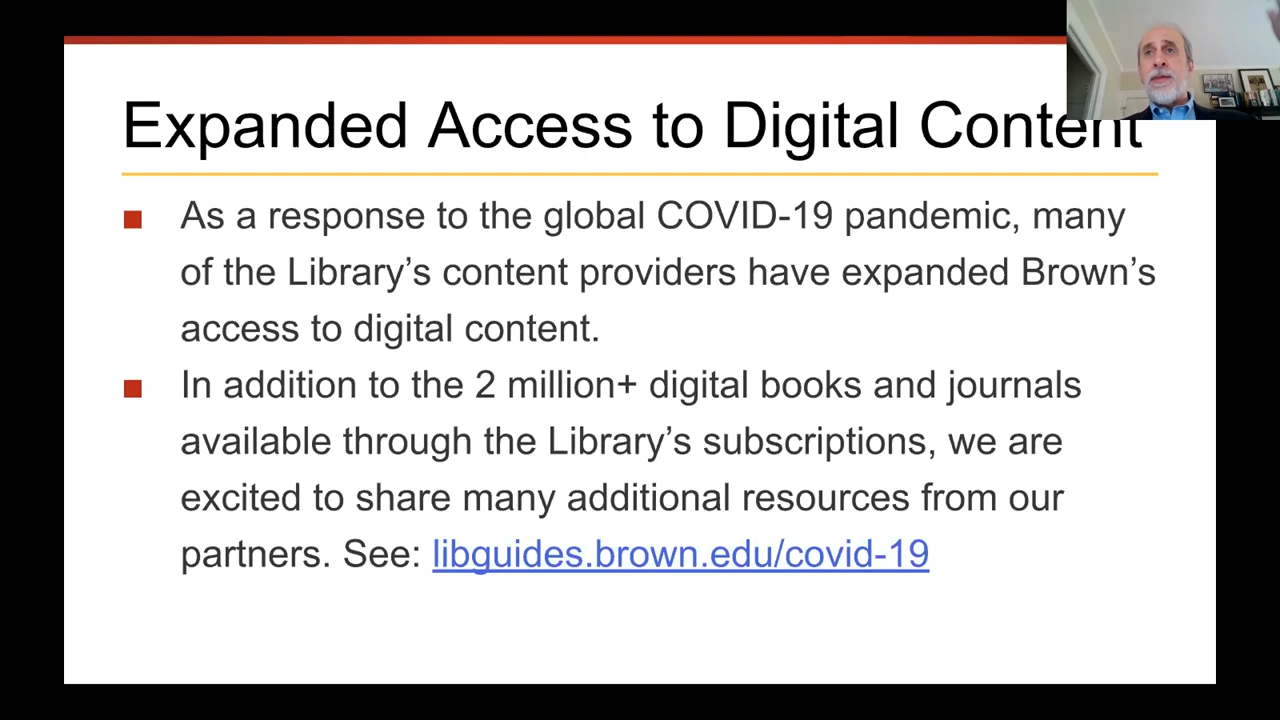 Expanded Access to Digital Content
■ As a response to the global COVID-19 pandemic, many
of the Library’s content providers have expanded Brown’s
access to digital content.
■ In addition to the 2 million+ digital books and journals
available through the Library’s subscriptions, we are
excited to share many additional resources from our
partners. See: libguides.brown.edu/covid-19